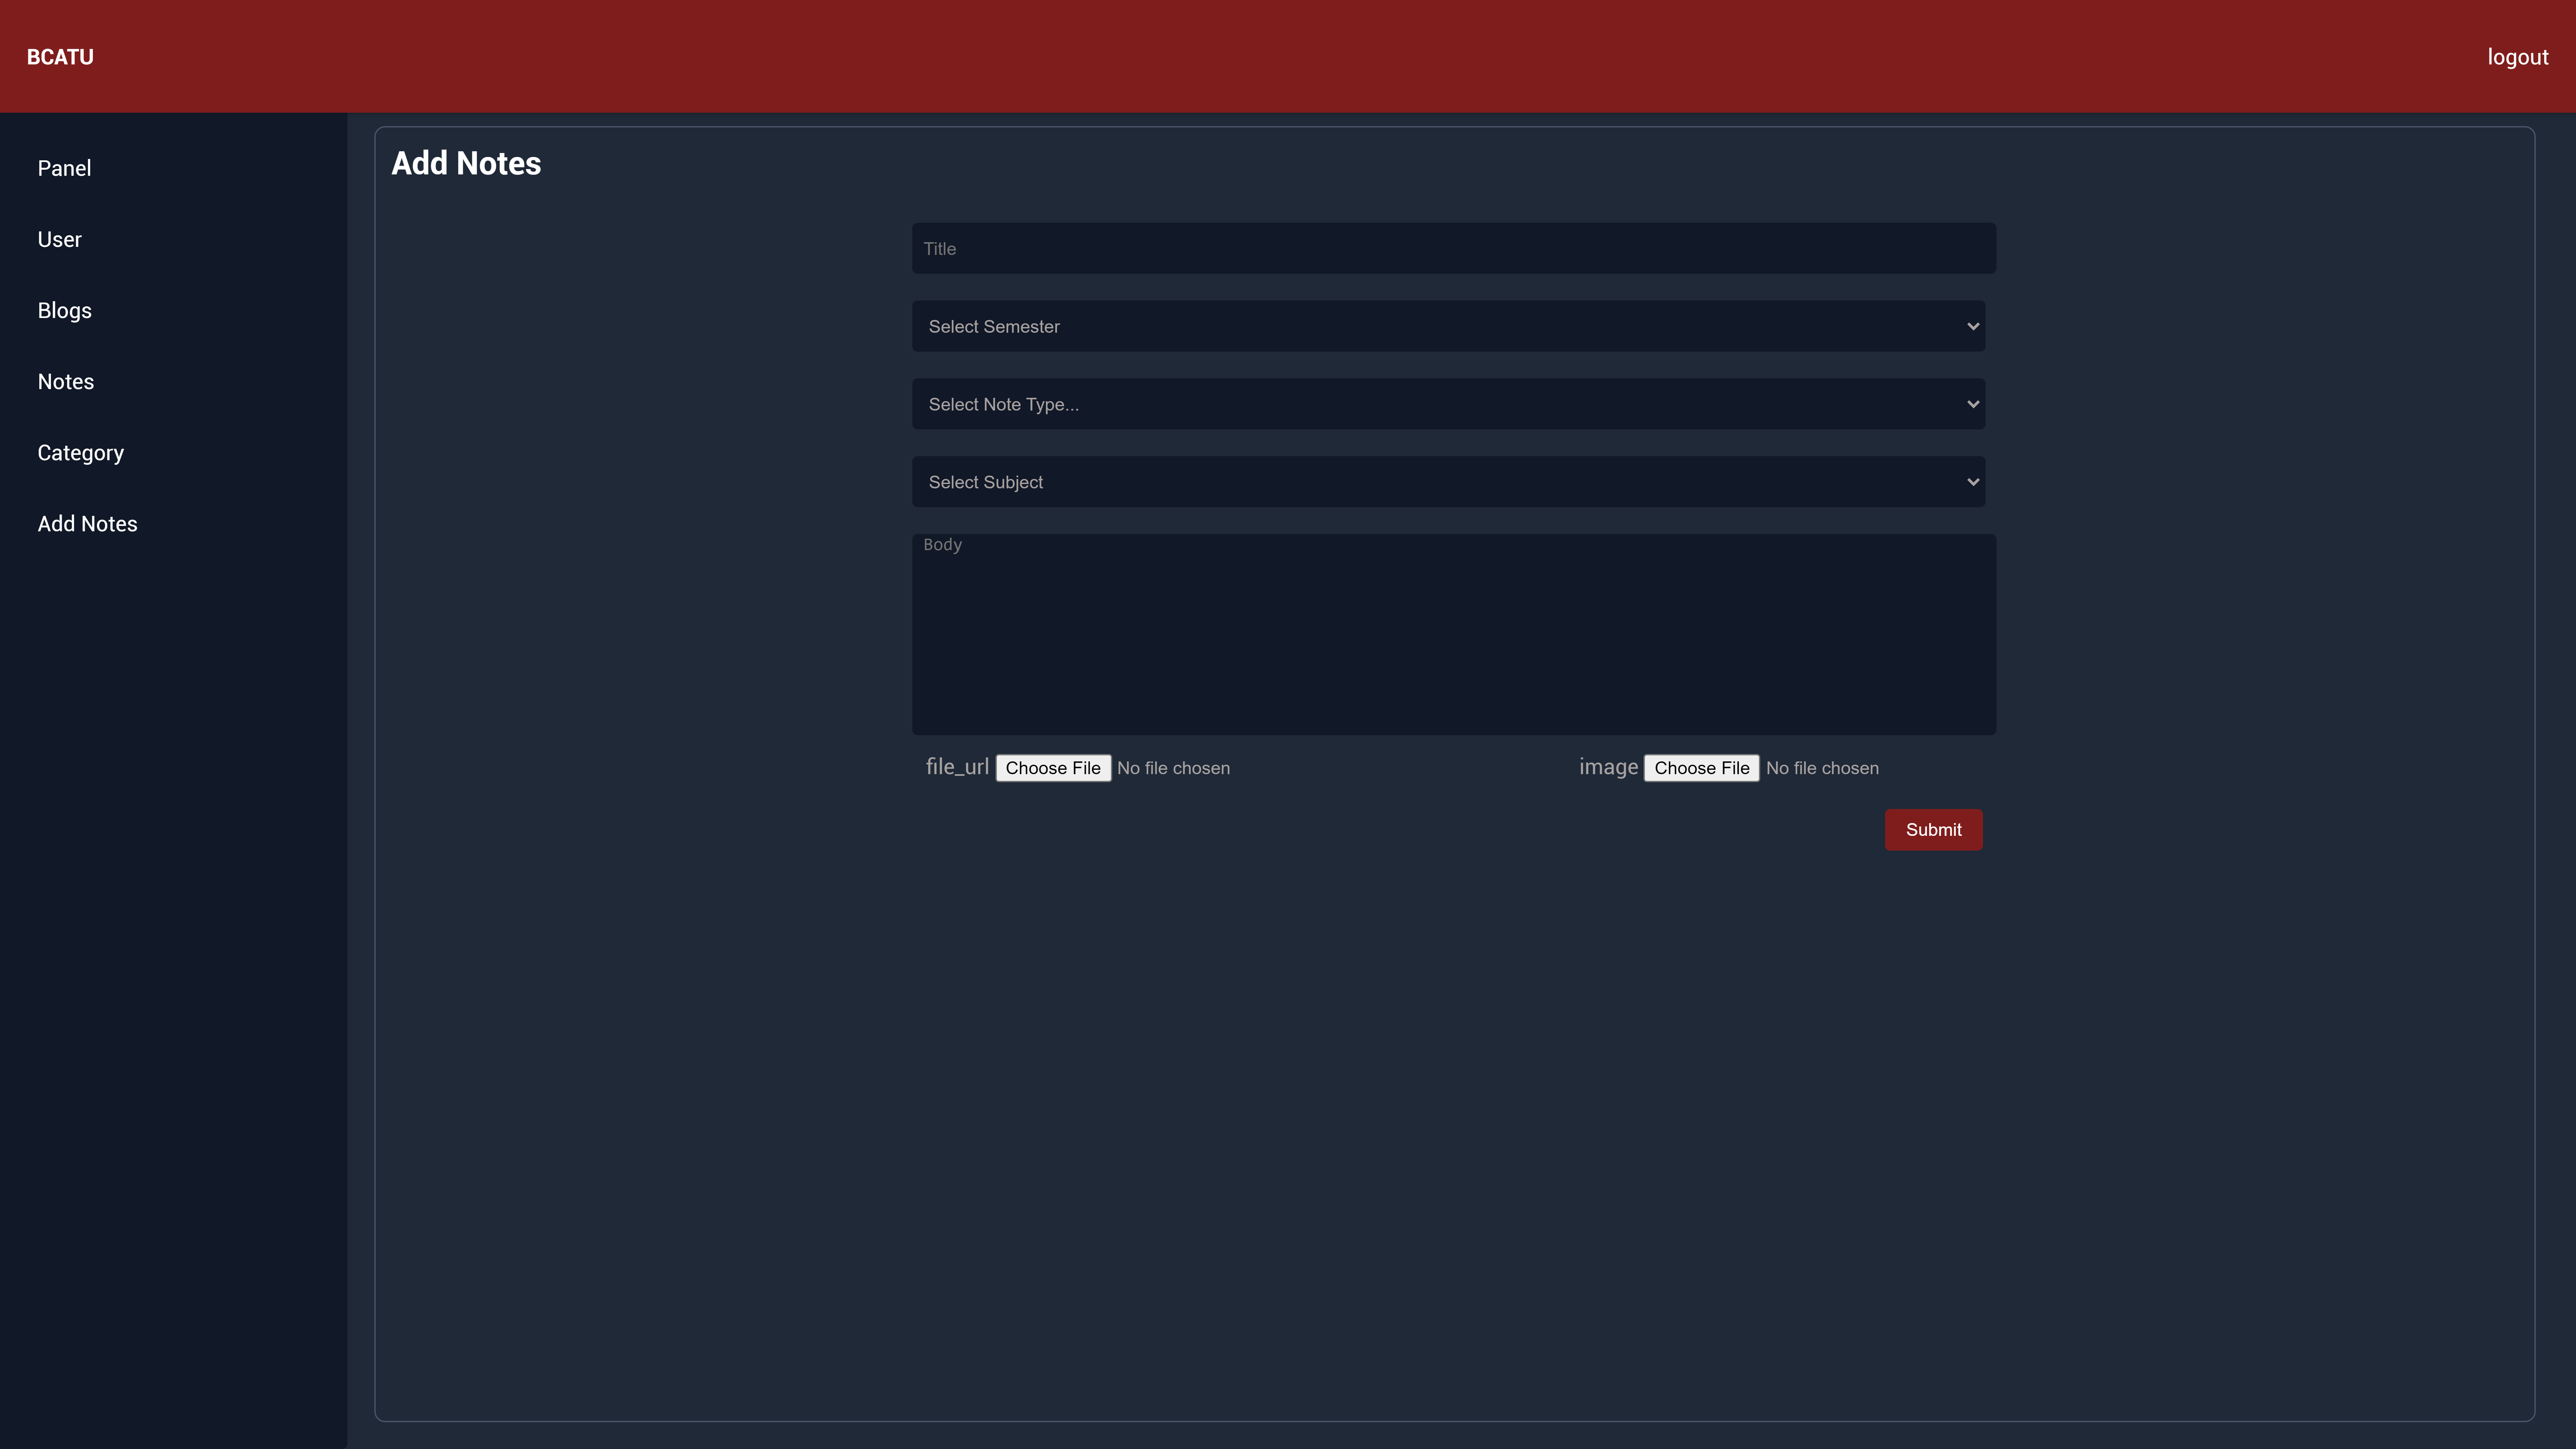 BCATU
logout
Panel
User
Blogs
Notes
Category
Add Notes
Add Notes
Title
Select Semester
Select Note Type...
Select Subject
Body
file_url Choose File No file chosen
image Choose File No file chosen
Submit